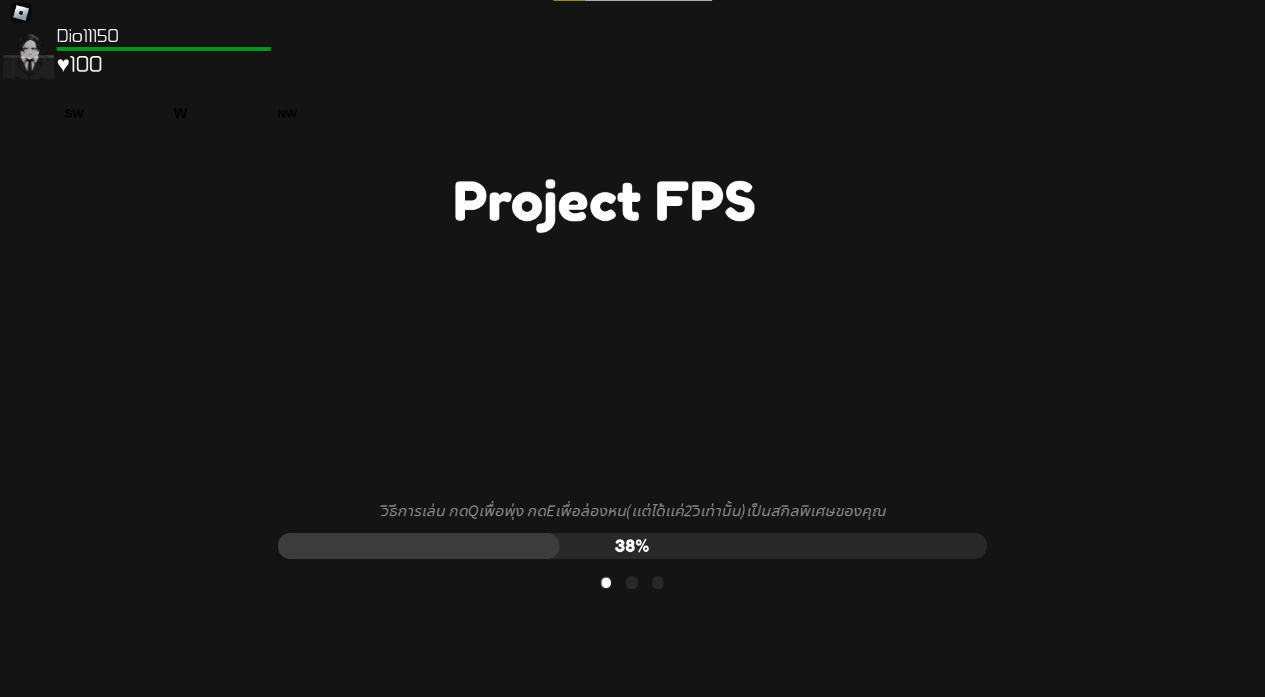 Dio11150
♥100
SW W NW
Project FPS
วิธีการเล่น กดQเพื่อพุ่ง กดEเพื่อล่องหน(แต่ได้แค่2วิเท่านั้น)เป็นสกิลพิเศษของคุณ
38%